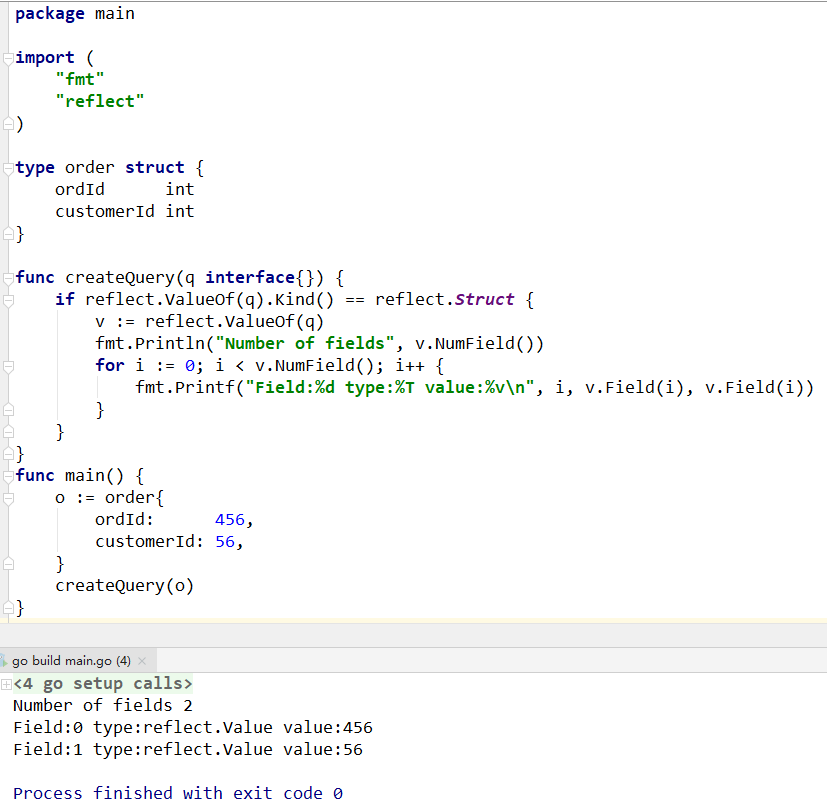 package main
import (
"fmt"
"reflect"
)
type order struct {
ordId      int
customerId int
}
func createQuery(q interface{}) {
if reflect.ValueOf(q).Kind() == reflect.Struct {
v := reflect.ValueOf(q)
fmt.Println("Number of fields", v.NumField())
for i := 0; i < v.NumField(); i++ {
fmt.Printf("Field:%d type:%T value:%v\n", i, v.Field(i), v.Field(i))
}
}
}
func main() {
o := order{
ordId:      456,
customerId: 56,
}
createQuery(o)
}
go build main.go (4) ×
<4 go setup calls>
Number of fields 2
Field:0 type:reflect.Value value:456
Field:1 type:reflect.Value value:56
Process finished with exit code 0